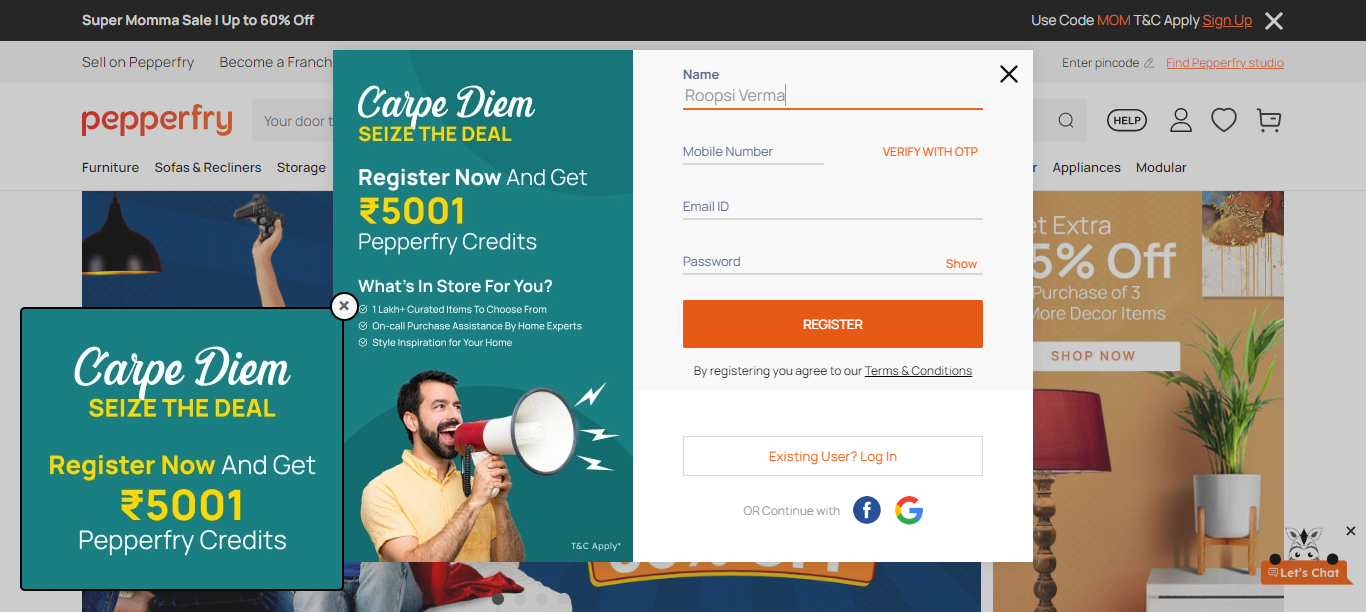 Super Momma Sale | Up to 60% Off
Use Code MOM T&C Apply Sign Up
Sell on Pepperfry
Become a Franch
Enter pincode
Find Pepperfry studio
pepperfry
Your door t
HELP
Furniture
Sofas & Recliners
Storage
Appliances
Modular
Carpe Diem
SEIZE THE DEAL
Register Now And Get
₹5001
Pepperfry Credits
What's In Store For You?
1 Lakh+ Curated Items To Choose From
On-call Purchase Assistance By Home Experts
Style Inspiration for Your Home
T&C Apply*
Name
Roopsi Verma
Mobile Number
VERIFY WITH OTP
Email ID
Password
Show
REGISTER
By registering you agree to our Terms & Conditions
Existing User? Log In
OR Continue with
Carpe Diem
SEIZE THE DEAL
Register Now And Get
₹5001
Pepperfry Credits
et Extra
5% Off
Purchase of 3
More Decor Items
SHOP NOW
Let's Chat